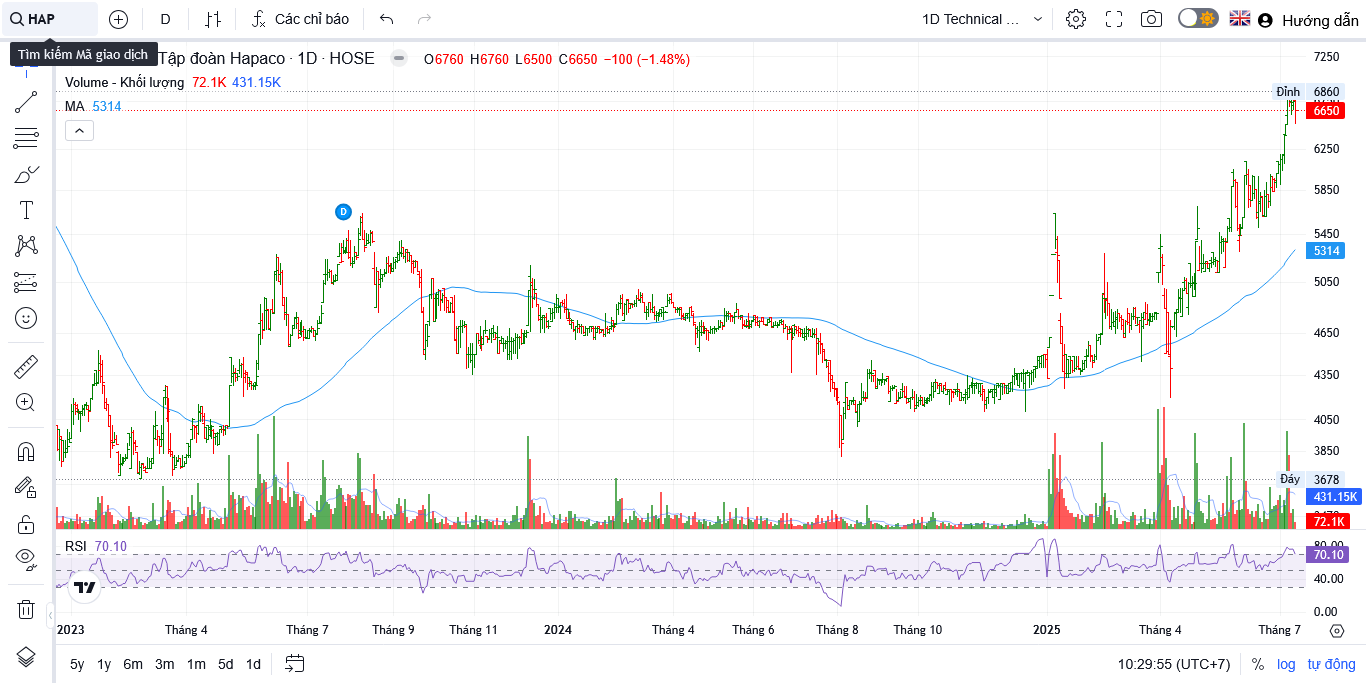 HAP
D
Các chỉ báo
1D Technical ...
Hướng dẫn
Tìm kiếm Mã giao dịch
Tập đoàn Hapaco · 1D · HOSE
O6760 H6760 L6500 C6650 −100 (−1.48%)
Volume - Khối lượng 72.1K 431.15K
MA 5314
D
7250
Đỉnh 6860
6650
6250
5850
5450
5314
5050
4650
4350
4050
3850
Đáy 3678
431.15K
72.1K
RSI 70.10
80.00
70.10
40.00
0.00
2023 Tháng 4 Tháng 7 Tháng 9 Tháng 11 2024 Tháng 4 Tháng 6 Tháng 8 Tháng 10 2025 Tháng 4 Tháng 7
5y 1y 6m 3m 1m 5d 1d
10:29:55 (UTC+7) % log tự động